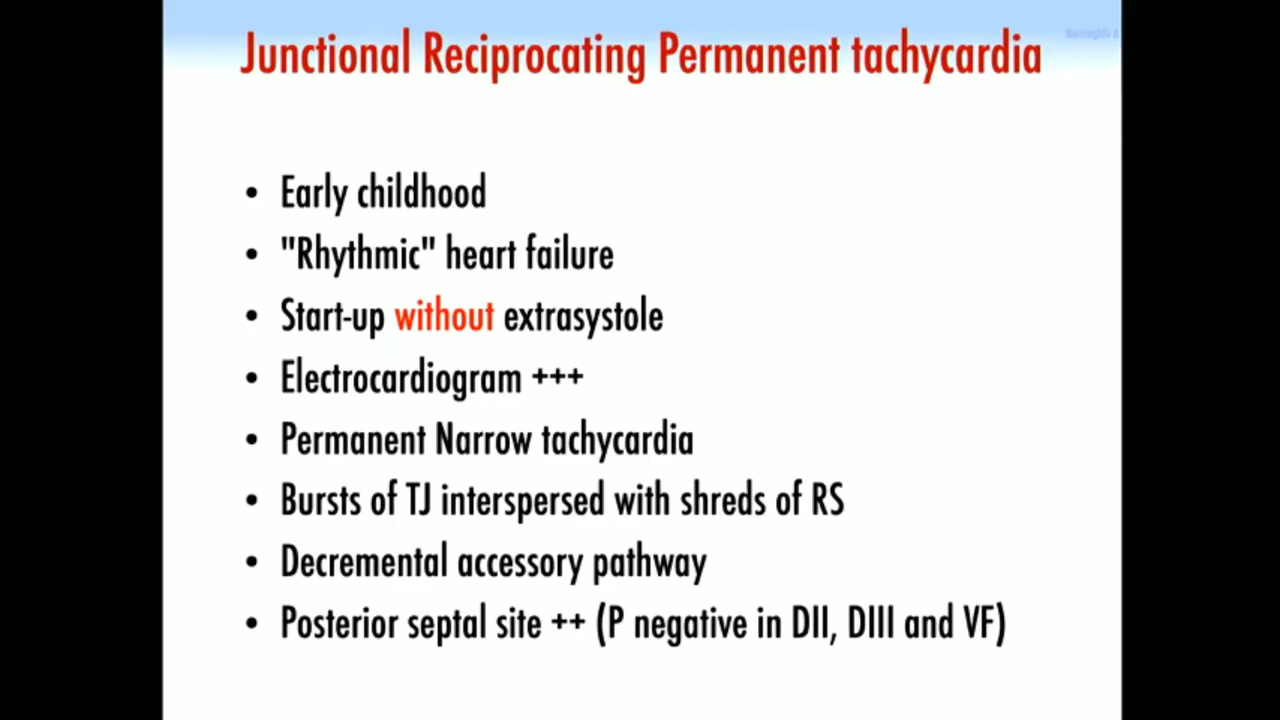 Junctional Reciprocating Permanent tachycardia
• Early childhood
• "Rhythmic" heart failure
• Start-up without extrasystole
• Electrocardiogram +++
• Permanent Narrow tachycardia
• Bursts of TJ interspersed with shreds of RS
• Decremental accessory pathway
• Posterior septal site ++ (P negative in DII, DIII and VF)